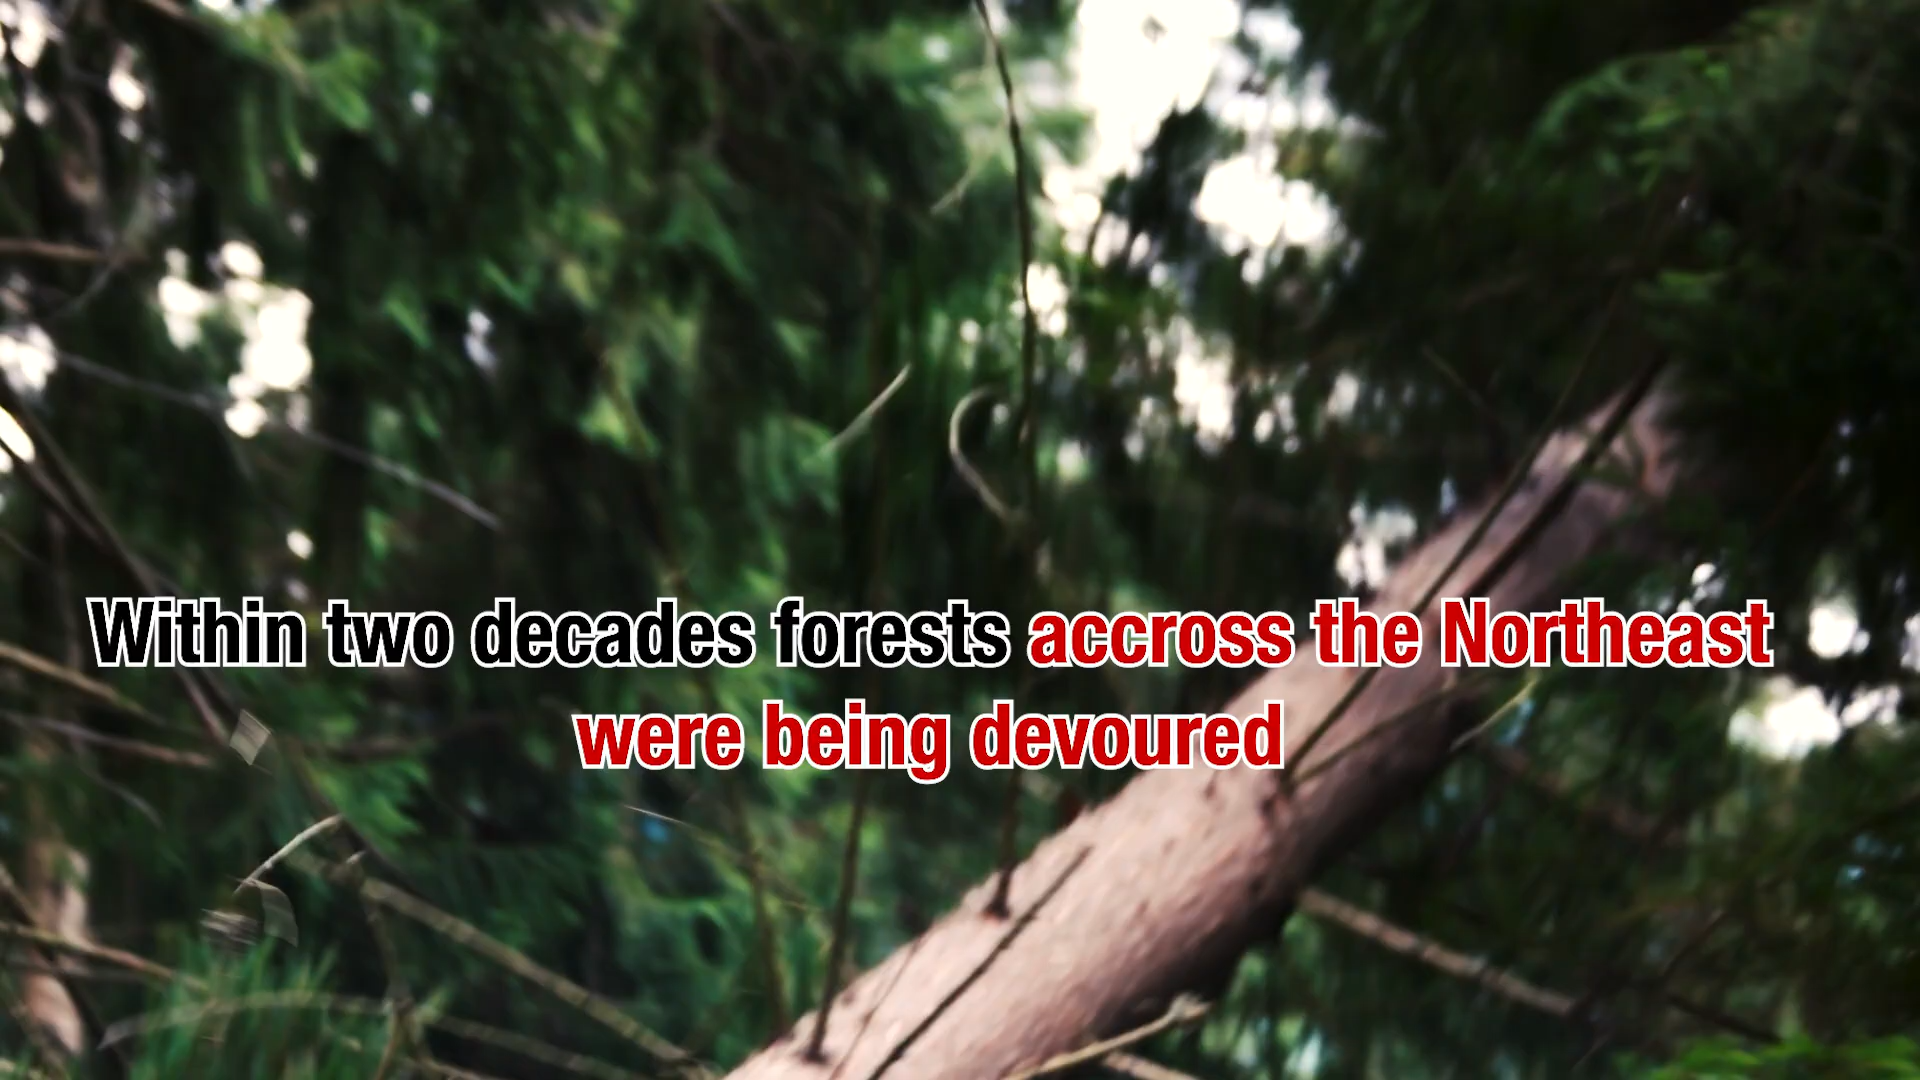 Within two decades forests accross the Northeast
were being devoured